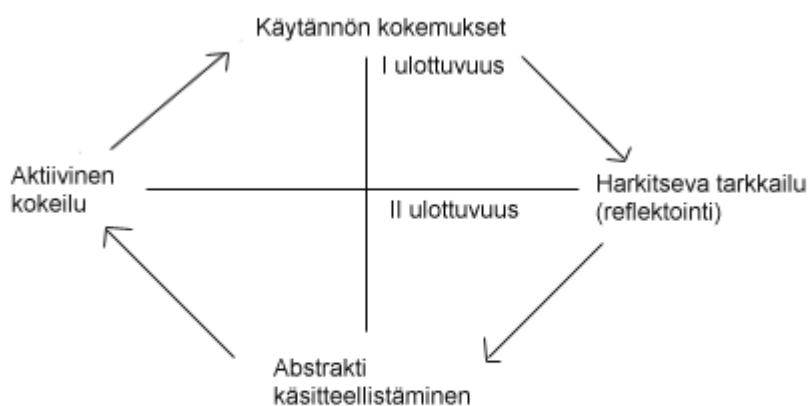 Käytännön kokemukset
I ulottuvuus
Aktiivinen
kokeilu
Harkitseva tarkkailu
(reflektointi)
II ulottuvuus
Abstrakti
käsitteellistäminen